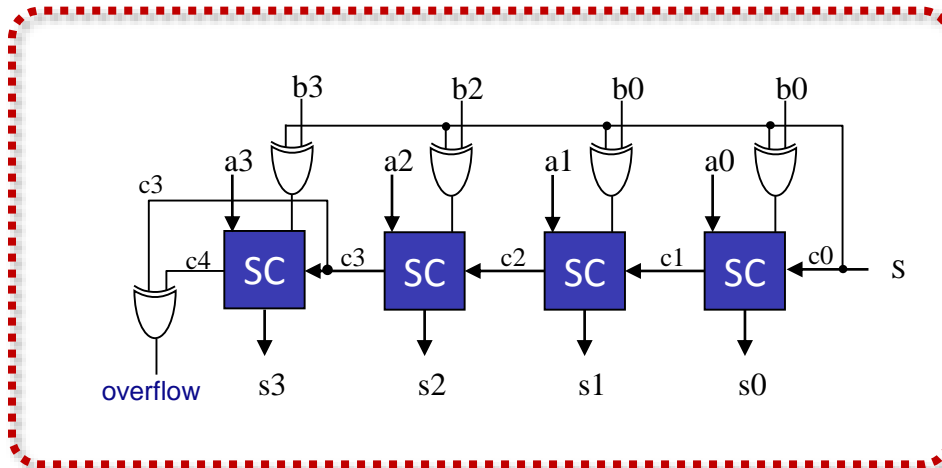 b3 b2 b0 b0
a3 a2 a1 a0
c3
c4 SC c3 SC c2 SC c1 SC c0 S
overflow s3 s2 s1 s0